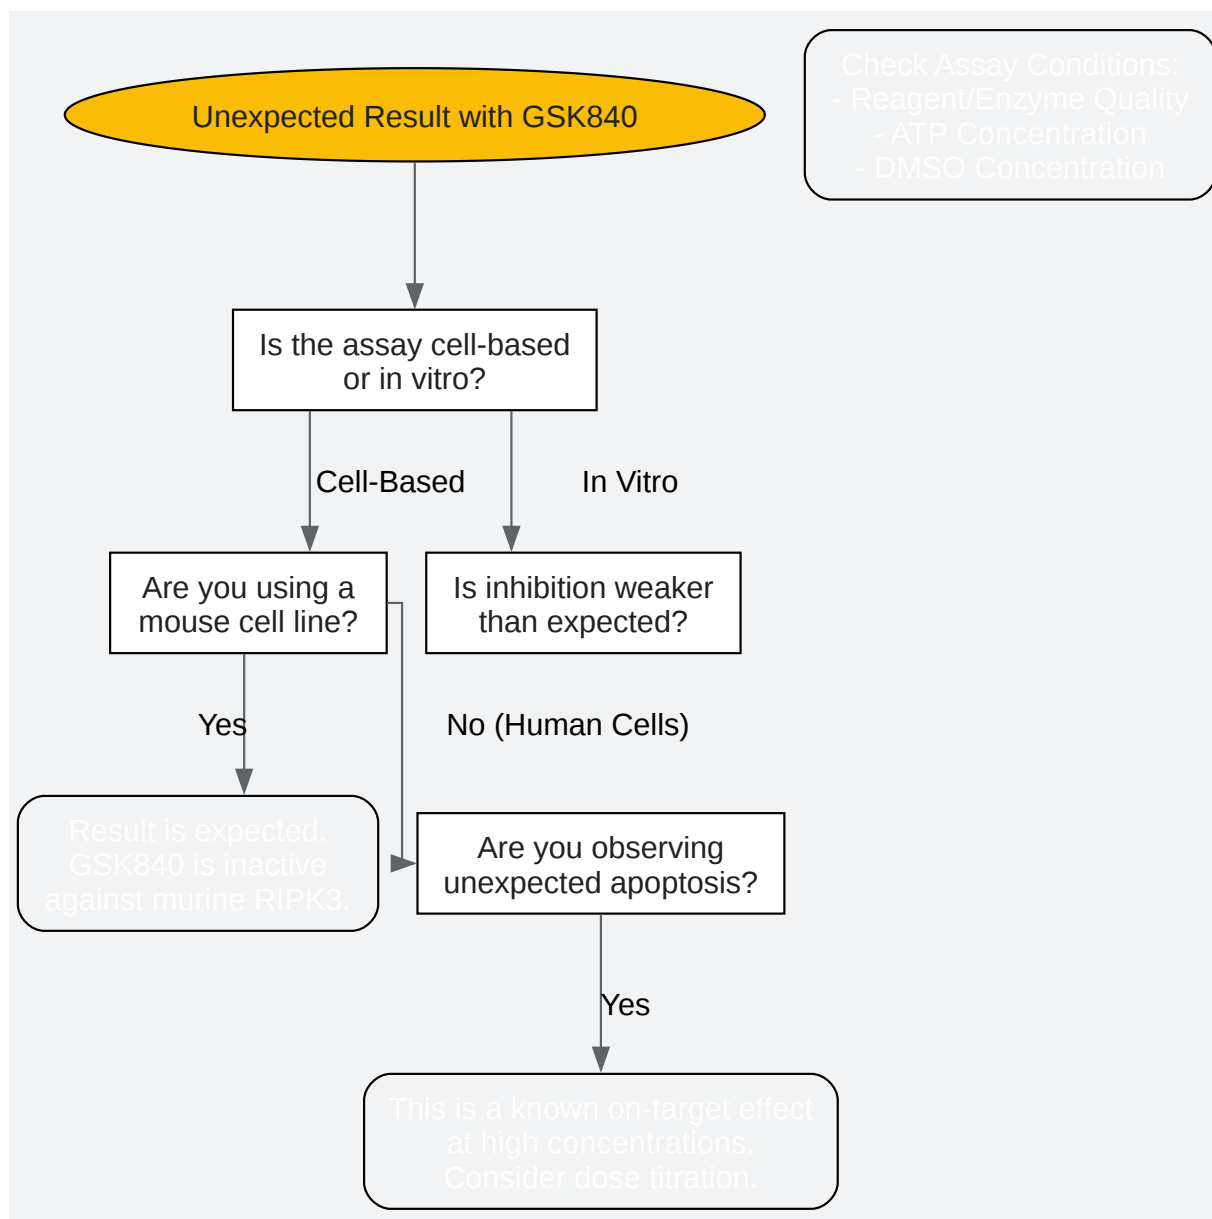 Unexpected Result with GSK840
Check Assay Conditions:
- Reagent/Enzyme Quality
- ATP Concentration
- DMSO Concentration
Is the assay cell-based
or in vitro?
Cell-Based
In Vitro
Are you using a
mouse cell line?
Is inhibition weaker
than expected?
Yes
No (Human Cells)
Result is expected.
GSK840 is inactive
against murine RIPK3.
Are you observing
unexpected apoptosis?
Yes
This is a known on-target effect
at high concentrations.
Consider dose titration.